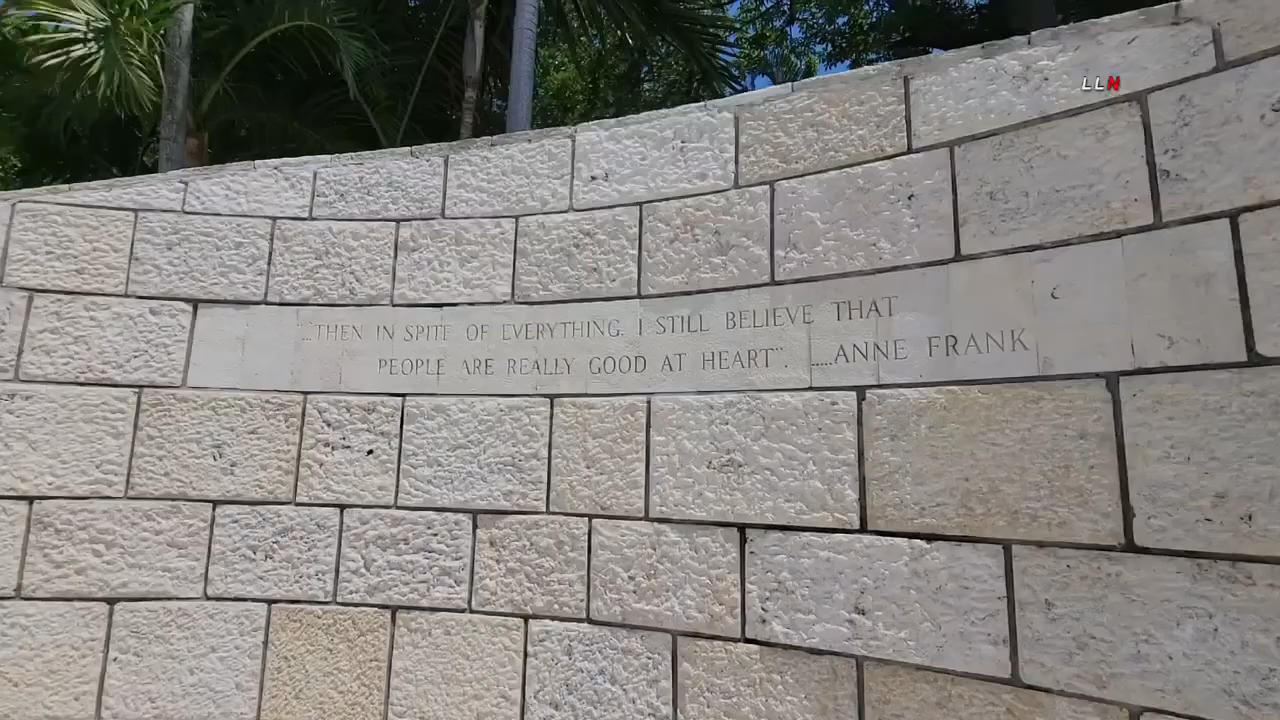 LLN
"...THEN IN SPITE OF EVERYTHING, I STILL BELIEVE THAT
PEOPLE ARE REALLY GOOD AT HEART". .....ANNE FRANK